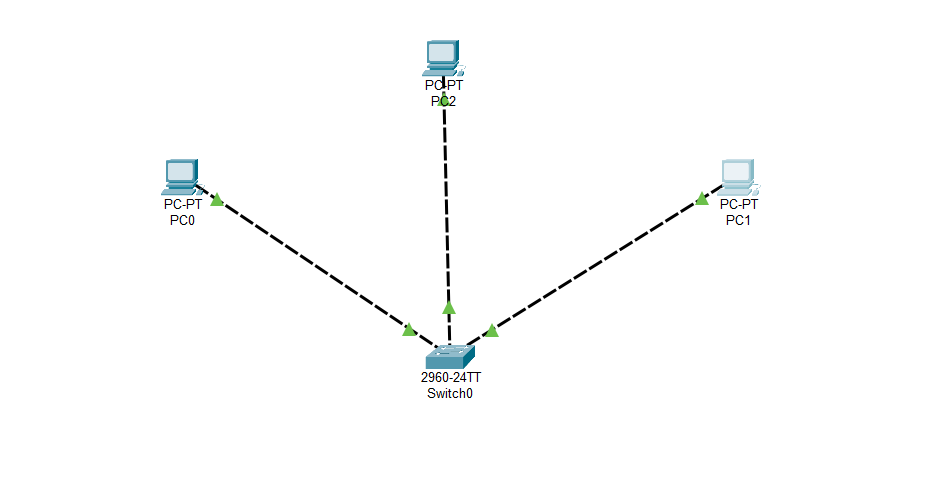 PC-PT
PC2
PC-PT
PC0
PC-PT
PC1
2960-24TT
Switch0